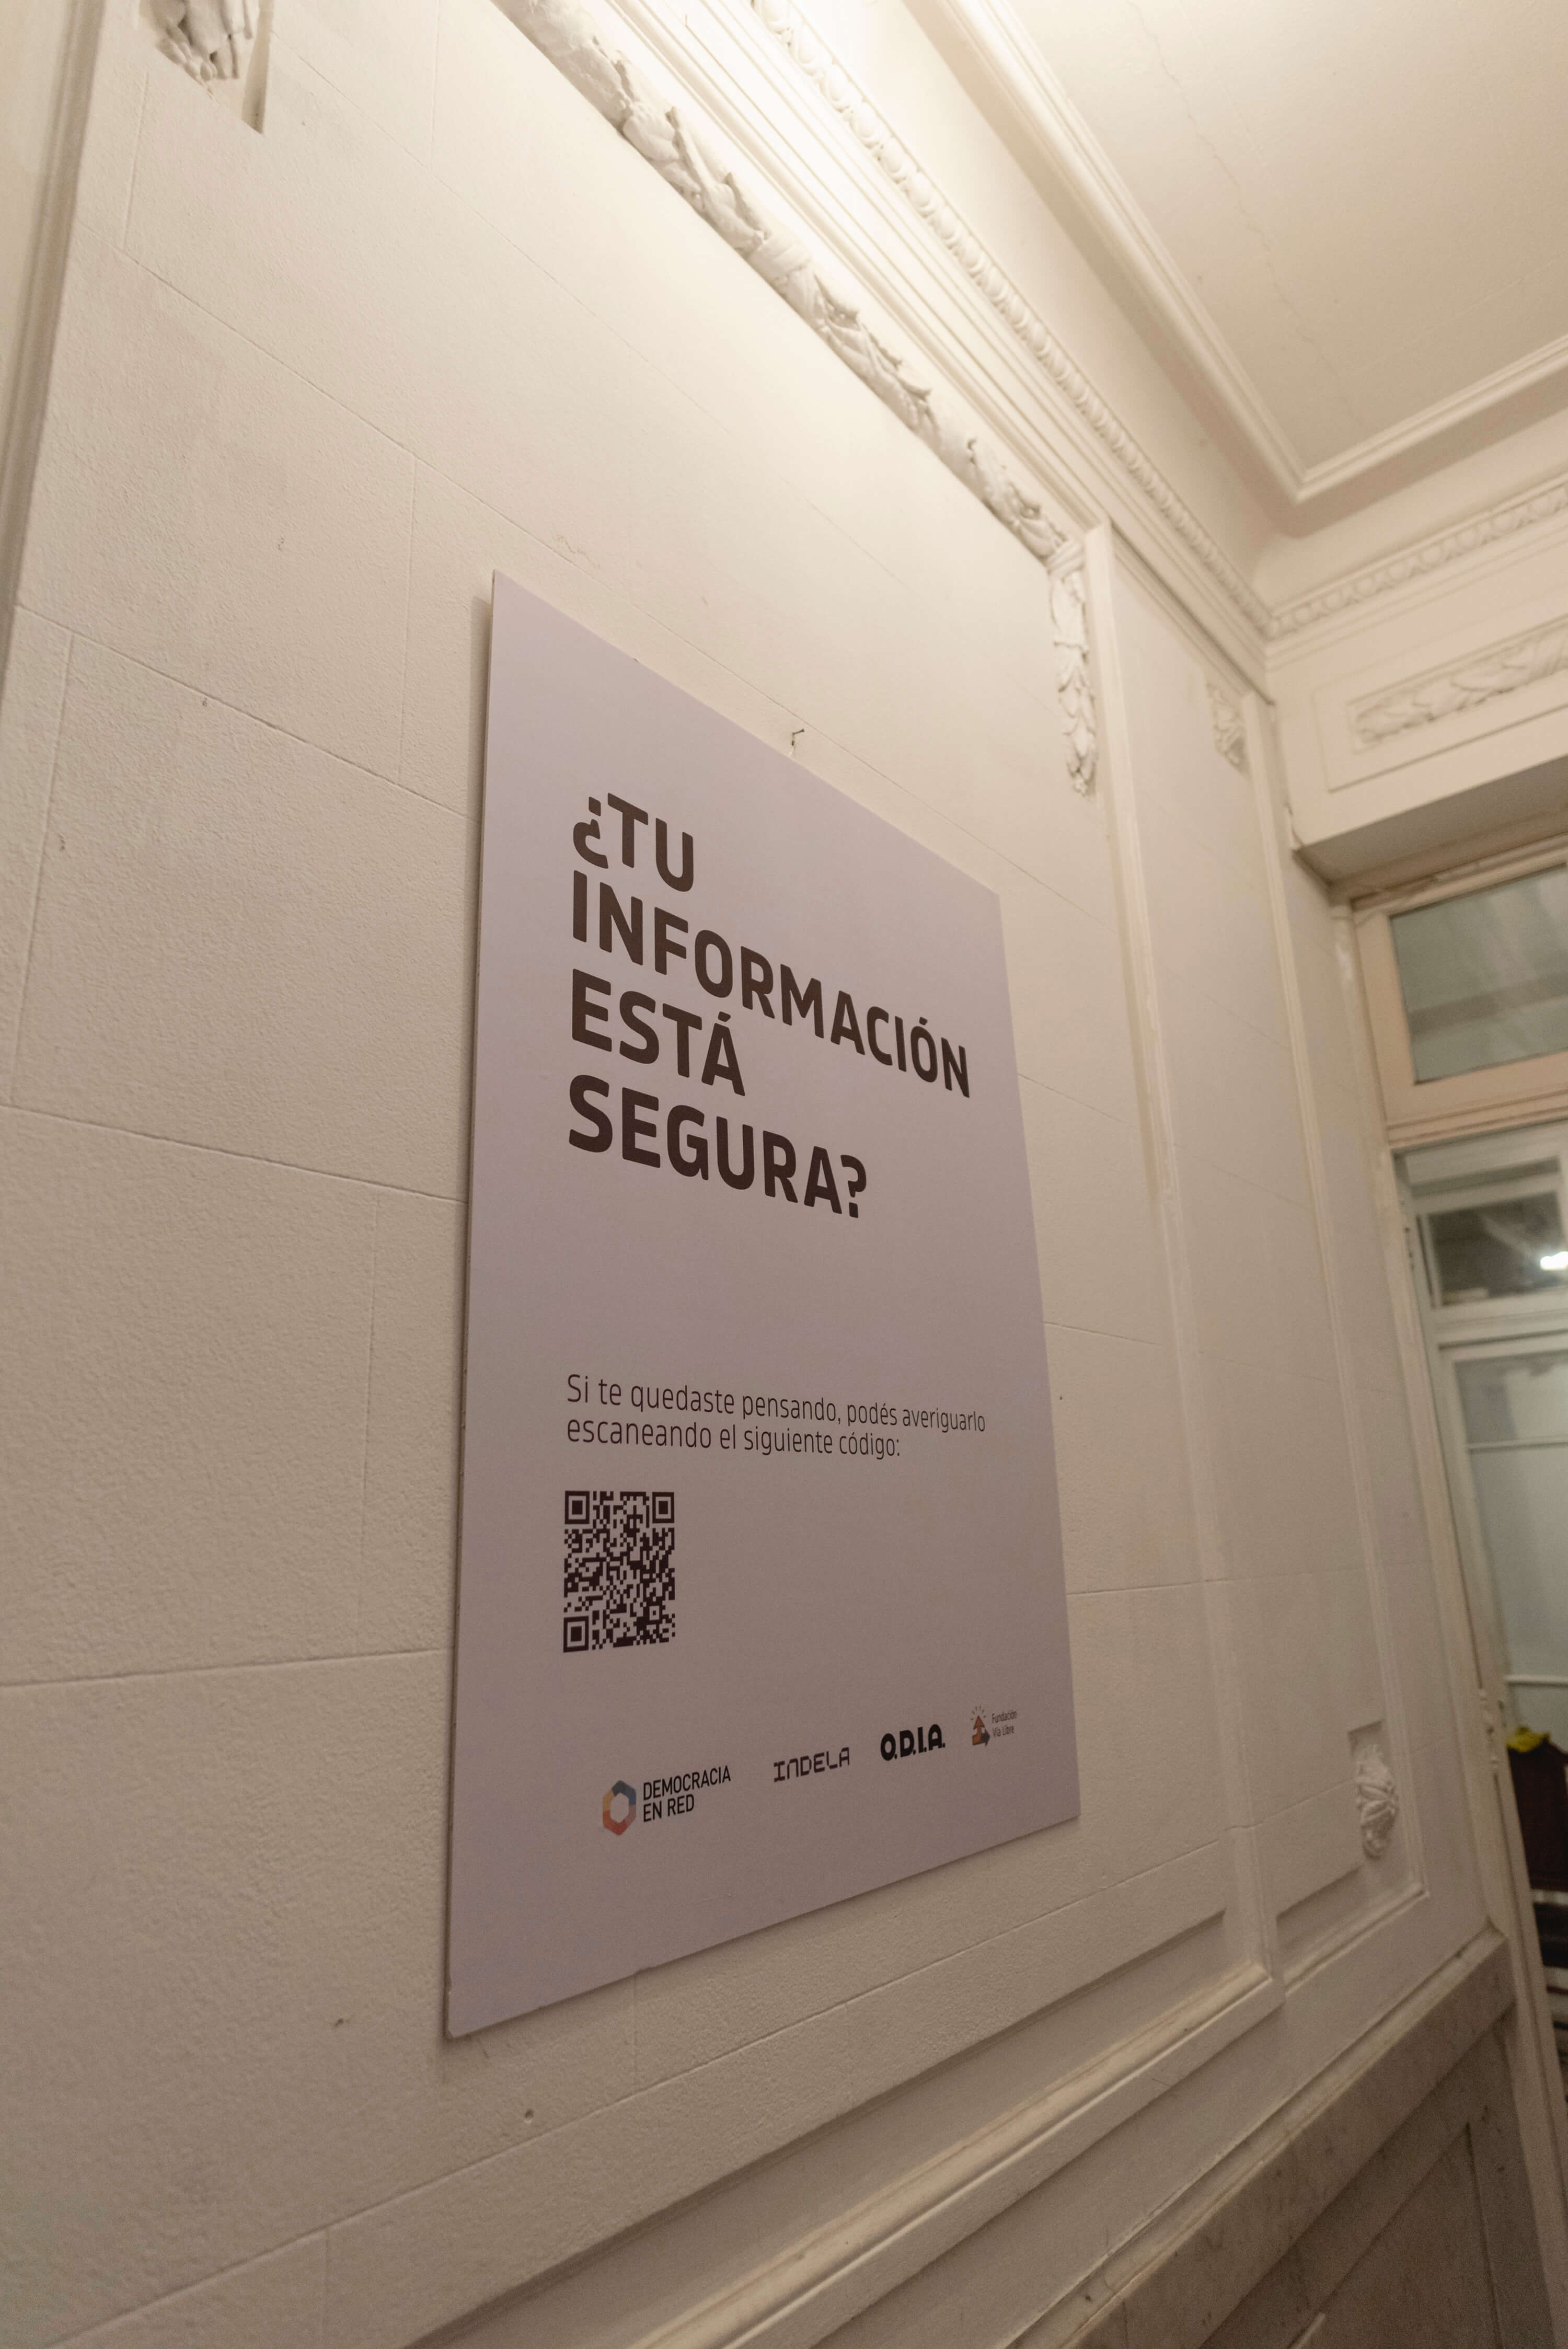 ¿TU
INFORMACIÓN
ESTÁ
SEGURA?
Si te quedaste pensando, podés averiguarlo
escaneando el siguiente código:
DEMOCRACIA
EN RED
INDELA
O.D.I.A.
Fundación
Vía Libre